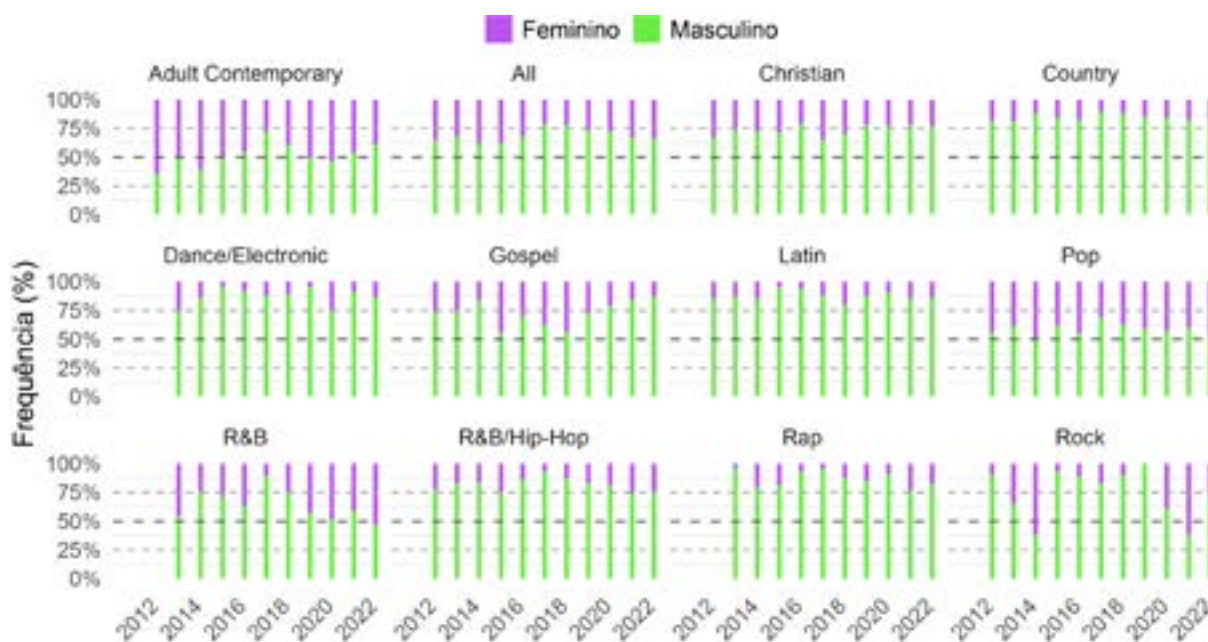 Feminino Masculino
Adult Contemporary All Christian Country
100%
75%
50%
25%
0%
Dance/Electronic Gospel Latin Pop
100%
75%
50%
25%
0%
R&B R&B/Hip-Hop Rap Rock
100%
75%
50%
25%
0%
Frequência (%)
2012 2014 2016 2018 2020 2022 2012 2014 2016 2018 2020 2022 2012 2014 2016 2018 2020 2022 2012 2014 2016 2018 2020 2022